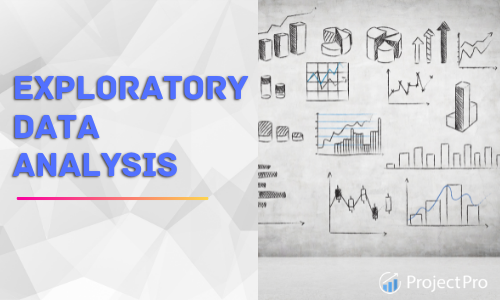 EXPLORATORY
DATA
ANALYSIS
ProjectPro